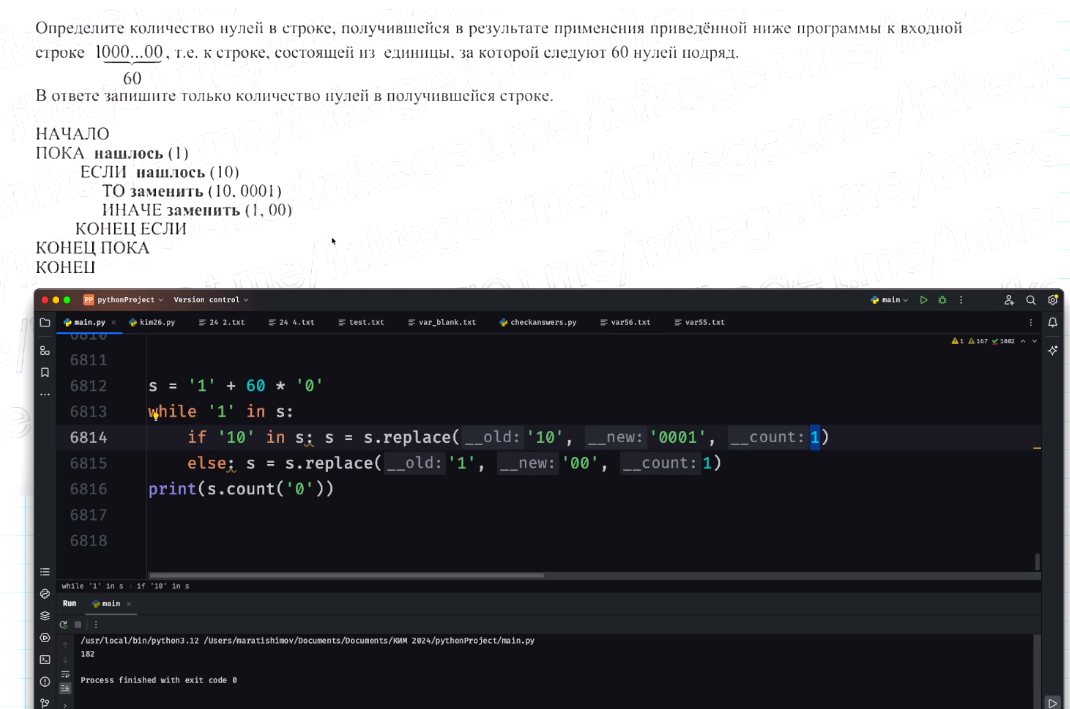 Определите количество нулей в строке, получившейся в результате применения приведённой ниже программы к входной
строке 1000...00, т.е. к строке, состоящей из единицы, за которой следуют 60 нулей подряд.
60
В ответе запишите только количество нулей в получившейся строке.
НАЧАЛО
ПОКА нашлось (1)
ЕСЛИ нашлось (10)
ТО заменить (10, 0001)
ИНАЧЕ заменить (1, 00)
КОНЕЦ ЕСЛИ
КОНЕЦ ПОКА
КОНЕЦ
PP pythonProject Version control main
main.py kim26.py 24 2.txt 24 4.txt test.txt var_blank.txt checkanswers.py var56.txt var55.txt
6810 1 167 1002
6811
6812 s = '1' + 60 * '0'
6813 while '1' in s:
6814 if '10' in s: s = s.replace( __old: '10', __new: '0001', __count: 1)
6815 else: s = s.replace( __old: '1', __new: '00', __count: 1)
6816 print(s.count('0'))
6817
6818
while '1' in s › if '10' in s
Run main
/usr/local/bin/python3.12 /Users/maratishimov/Documents/Documents/КИМ 2024/pythonProject/main.py
182
Process finished with exit code 0